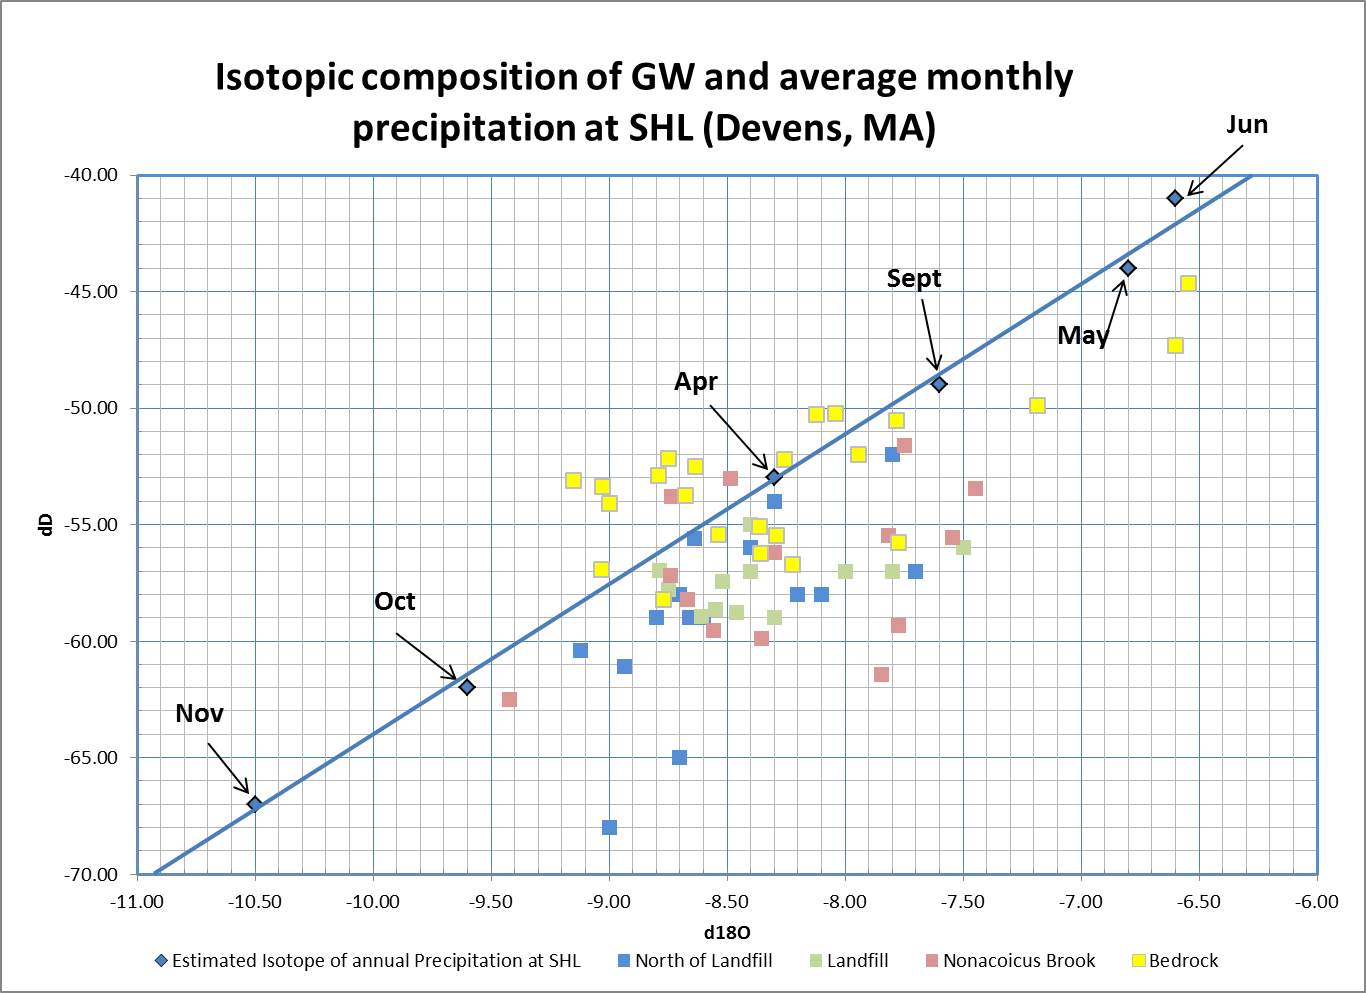 Isotopic composition of GW and average monthly
precipitation at SHL (Devens, MA)
Jun
-40.00
Sept
-45.00
May
Apr
-50.00
dD
-55.00
Oct
-60.00
Nov
-65.00
-70.00
-11.00 -10.50 -10.00 -9.50 -9.00 -8.50 -8.00 -7.50 -7.00 -6.50 -6.00
d18O
Estimated Isotope of annual Precipitation at SHL North of Landfill Landfill Nonacoicus Brook Bedrock